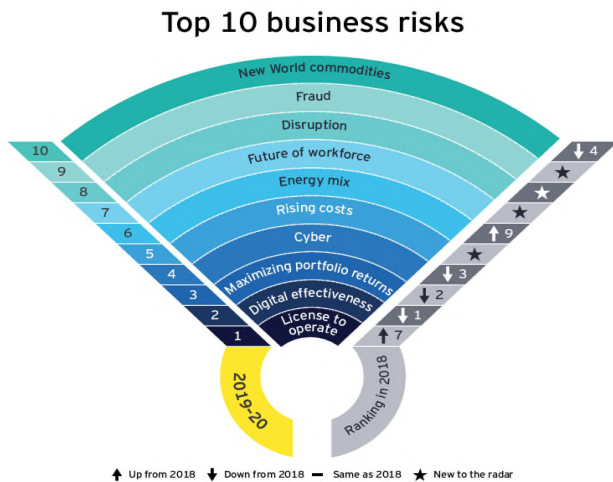 Top 10 business risks
New World commodities
Fraud
Disruption
Future of workforce
Energy mix
Rising costs
Cyber
Maximizing portfolio returns
Digital effectiveness
License to
operate
10
9
8
7
6
5
4
3
2
1
4
9
3
2
1
7
2019-20
Ranking in 2018
Up from 2018 Down from 2018 Same as 2018 New to the radar